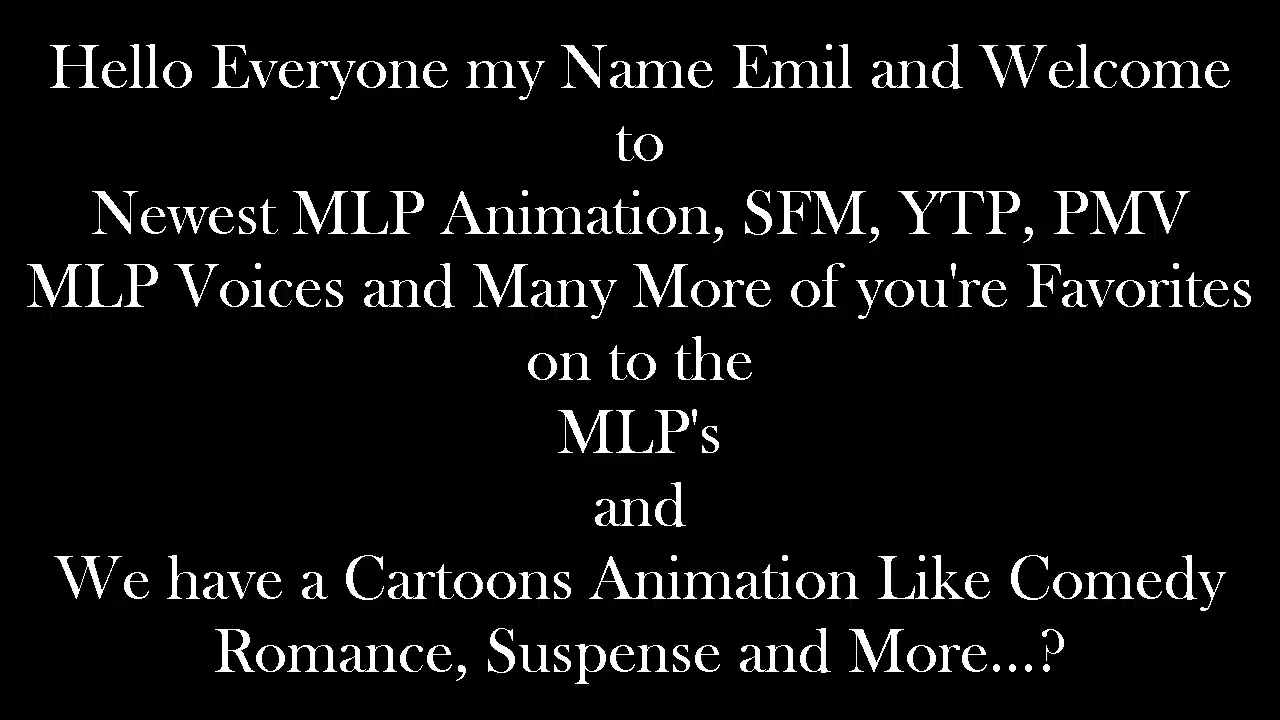 Hello Everyone my Name Emil and Welcome
to
Newest MLP Animation, SFM, YTP, PMV
MLP Voices and Many More of you're Favorites
on to the
MLP's
and
We have a Cartoons Animation Like Comedy
Romance, Suspense and More...?